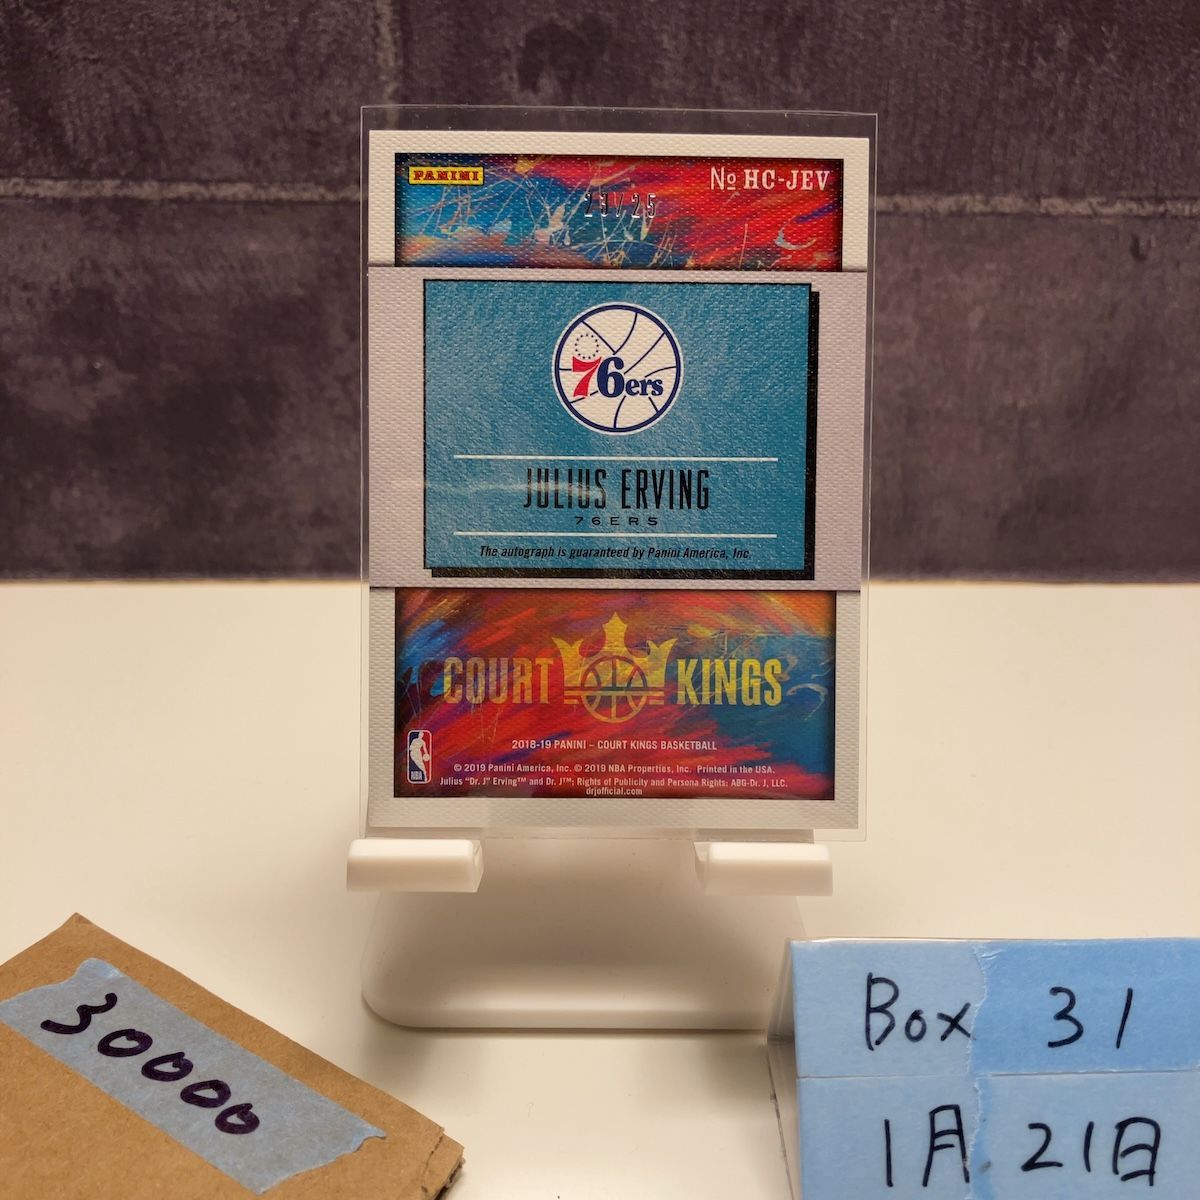 PANINI
No HC-JEV
23/25
76ers
JULIUS ERVING
76ERS
The autograph is guaranteed by Panini America, Inc.
COURT KINGS
2018-19 PANINI – COURT KINGS BASKETBALL
© 2019 Panini America, Inc. © 2019 NBA Properties, Inc. Printed in the USA.
Julius "Dr. J" Erving™ and Dr. J™; Rights of Publicity and Persona Rights: ABG-Dr. J, LLC.
drjofficial.com
NBA
30000
Box 31
1月21日